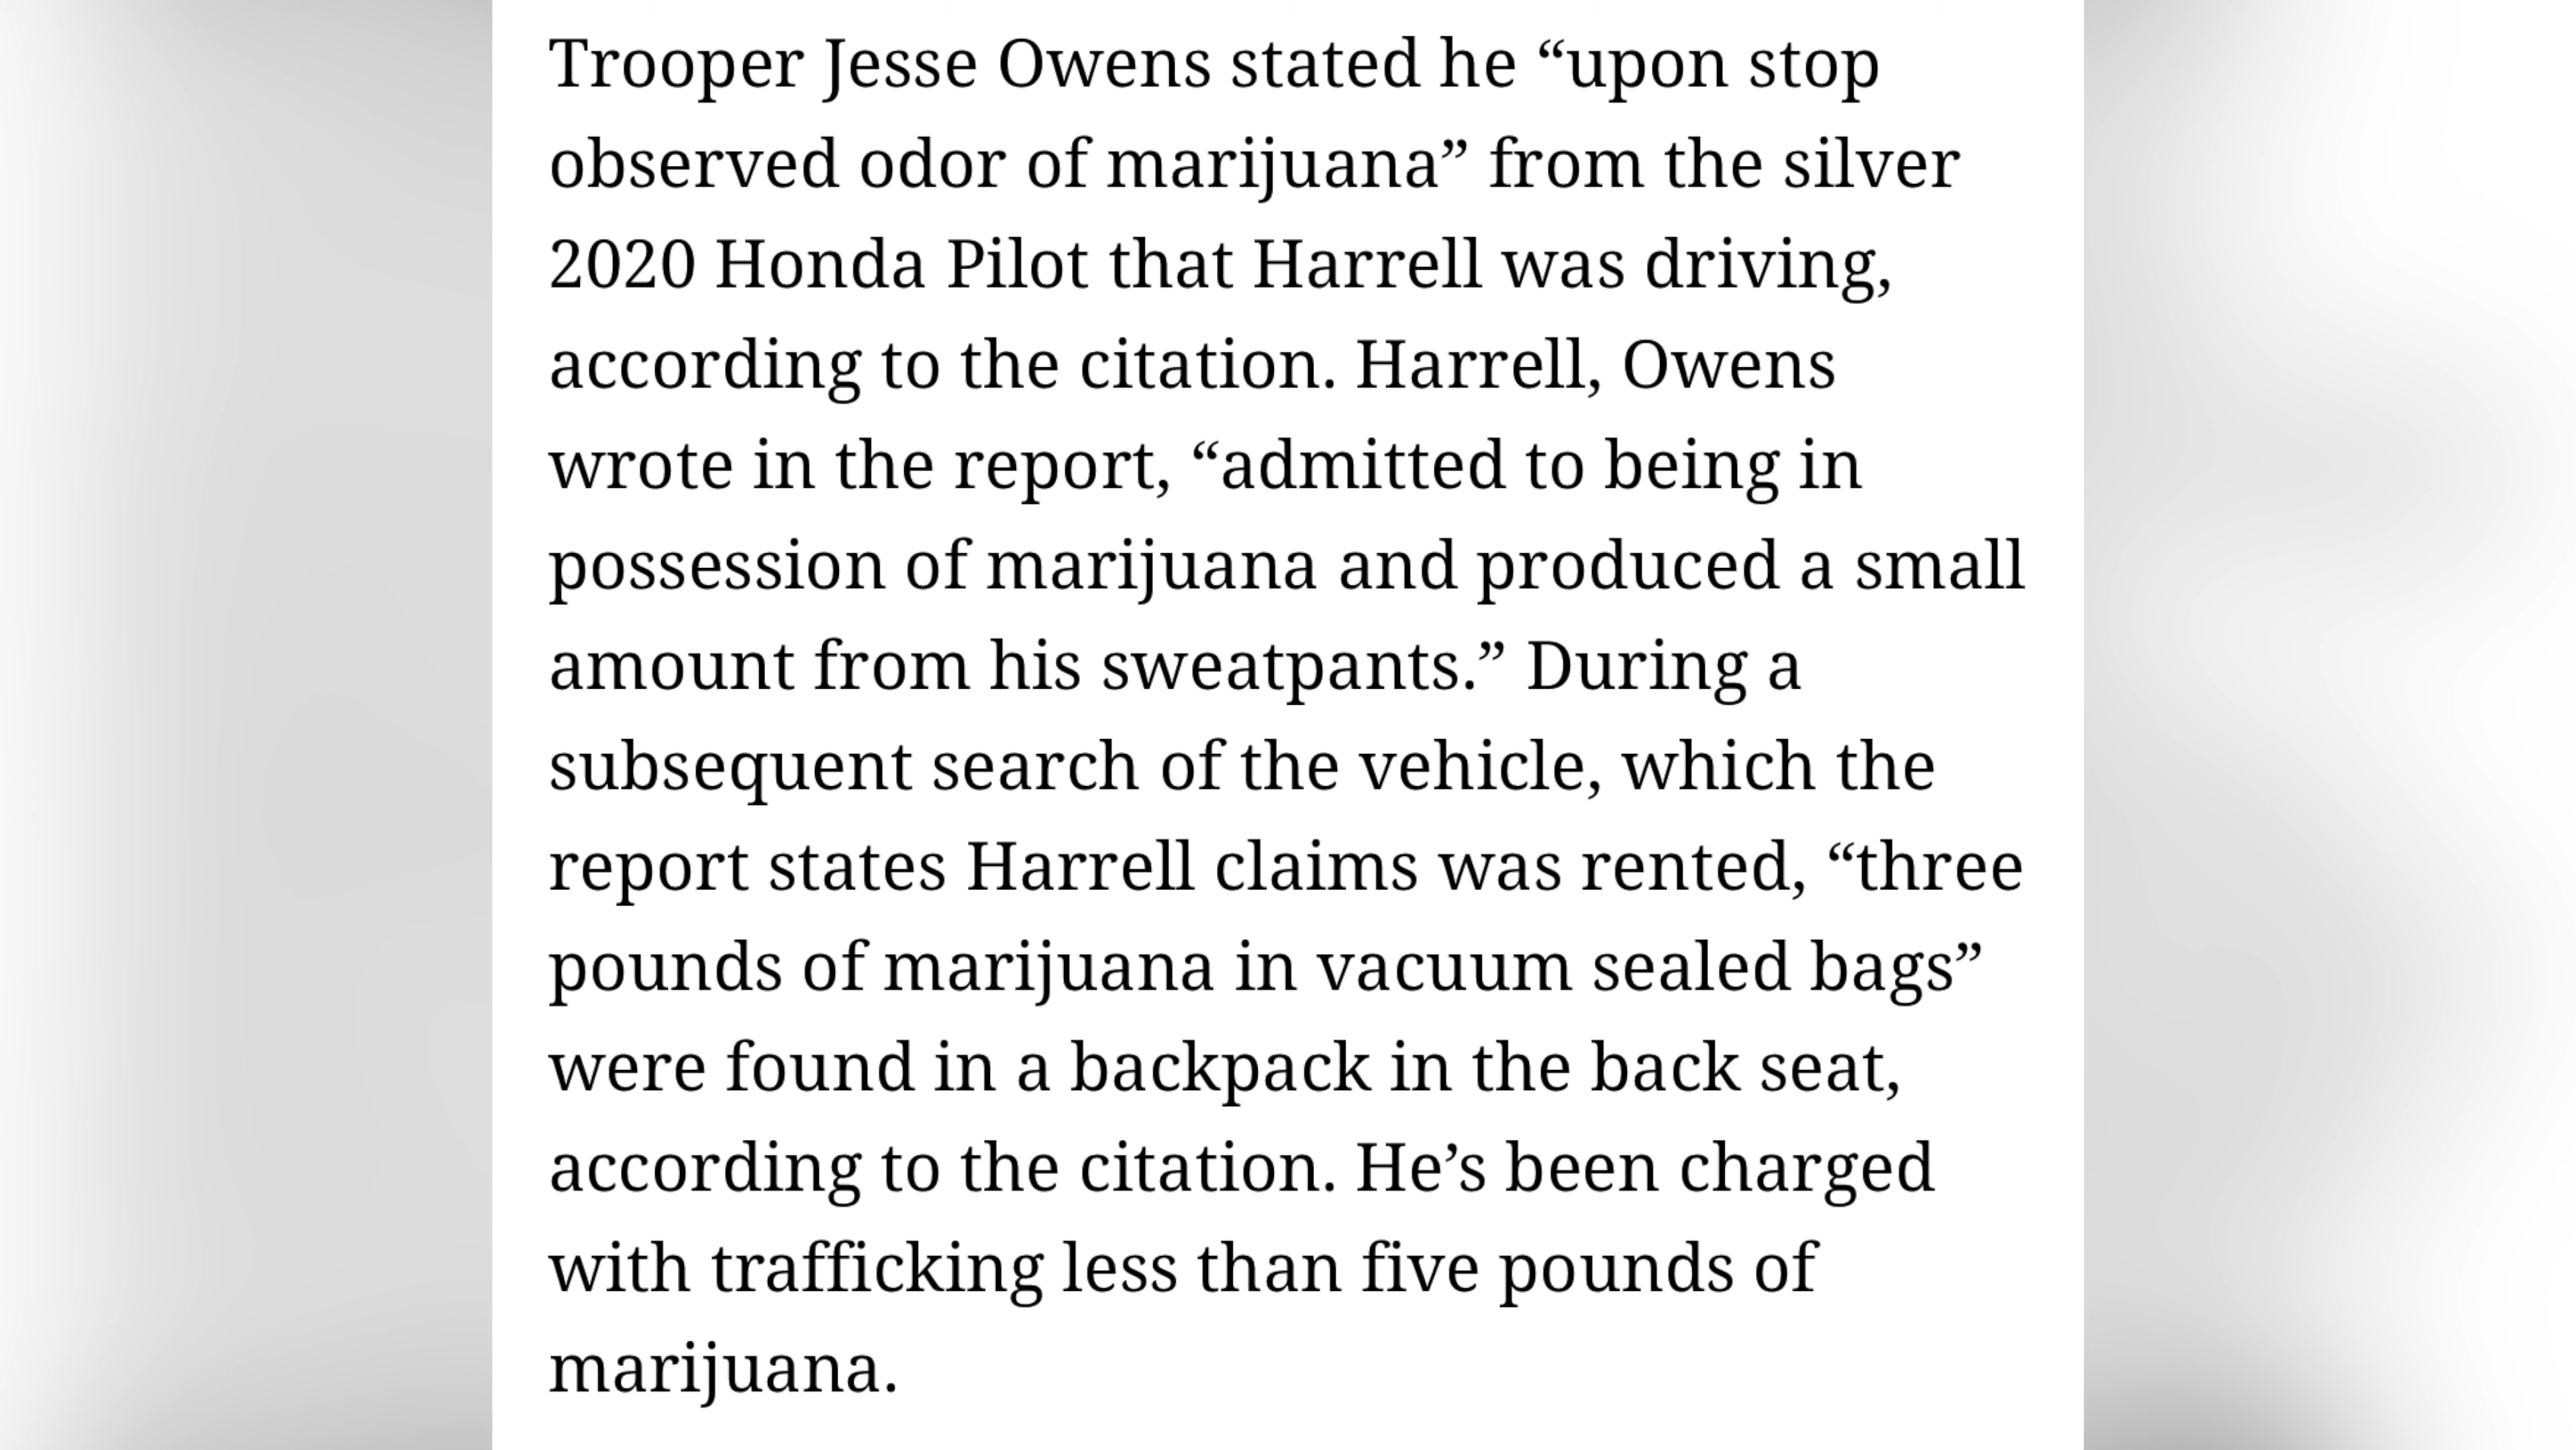 Trooper Jesse Owens stated he “upon stop
observed odor of marijuana” from the silver
2020 Honda Pilot that Harrell was driving,
according to the citation. Harrell, Owens
wrote in the report, “admitted to being in
possession of marijuana and produced a small
amount from his sweatpants.” During a
subsequent search of the vehicle, which the
report states Harrell claims was rented, “three
pounds of marijuana in vacuum sealed bags”
were found in a backpack in the back seat,
according to the citation. He’s been charged
with trafficking less than five pounds of
marijuana.